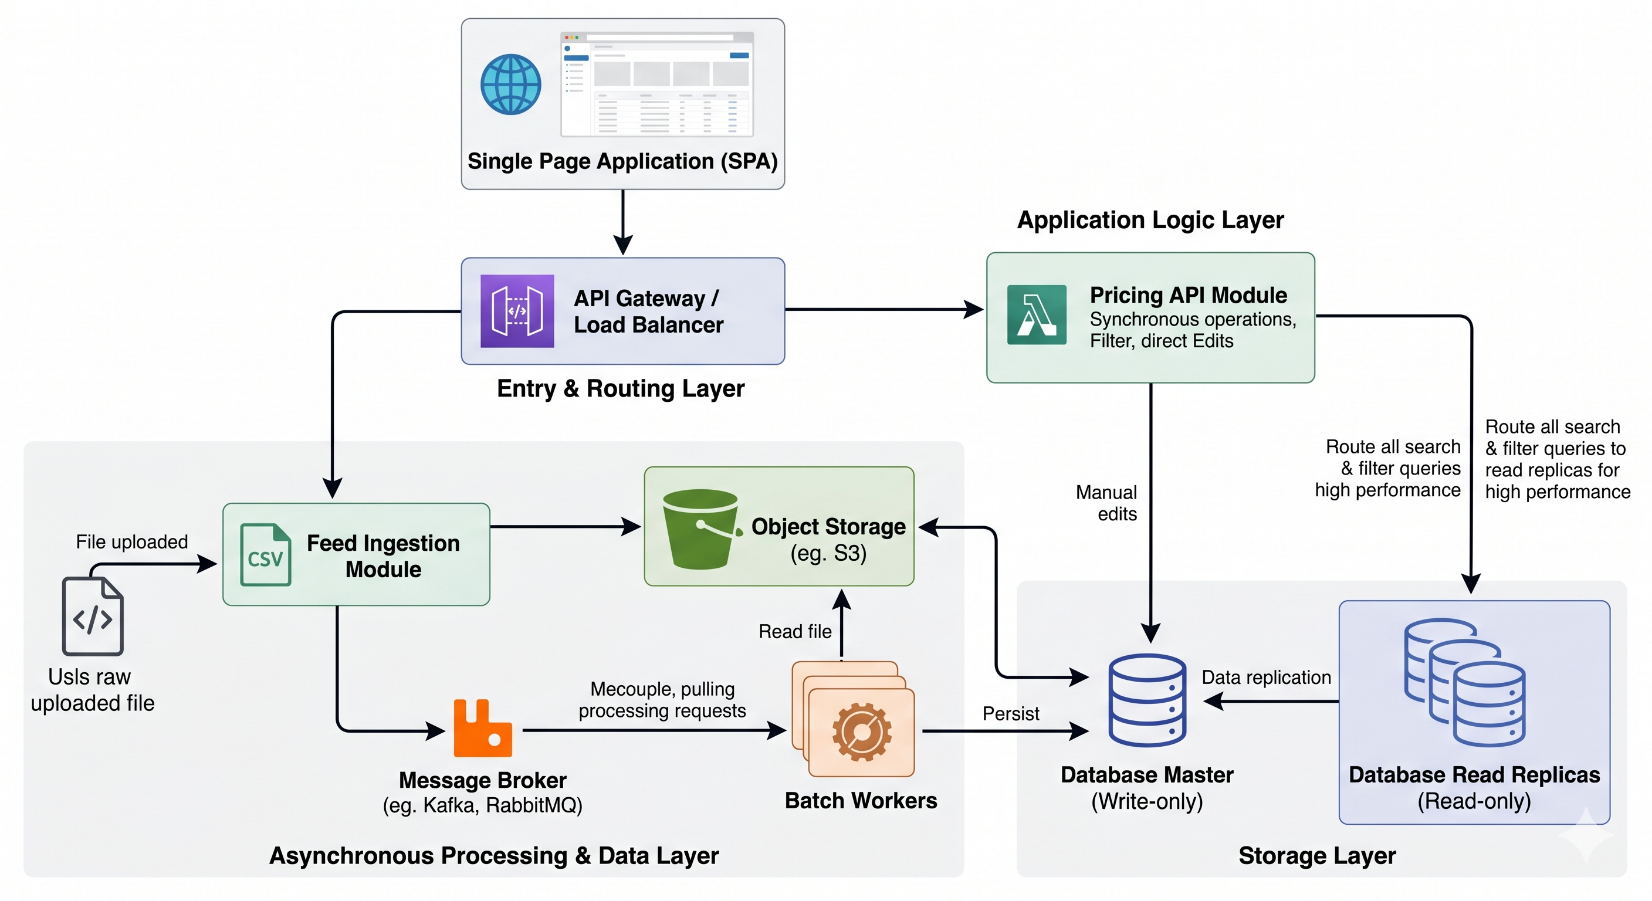 Single Page Application (SPA)
Application Logic Layer
API Gateway /
Load Balancer
Pricing API Module
Synchronous operations,
Filter, direct Edits
Entry & Routing Layer
Route all search
& filter queries
high performance
Route all search
& filter queries to
read replicas for
high performance
Manual
edits
File uploaded
CSV
Feed Ingestion
Module
Object Storage
(eg. S3)
Usls raw
uploaded file
Read file
Mecouple, pulling
processing requests
Persist
Data replication
Message Broker
(eg. Kafka, RabbitMQ)
Batch Workers
Database Master
(Write-only)
Database Read Replicas
(Read-only)
Asynchronous Processing & Data Layer
Storage Layer